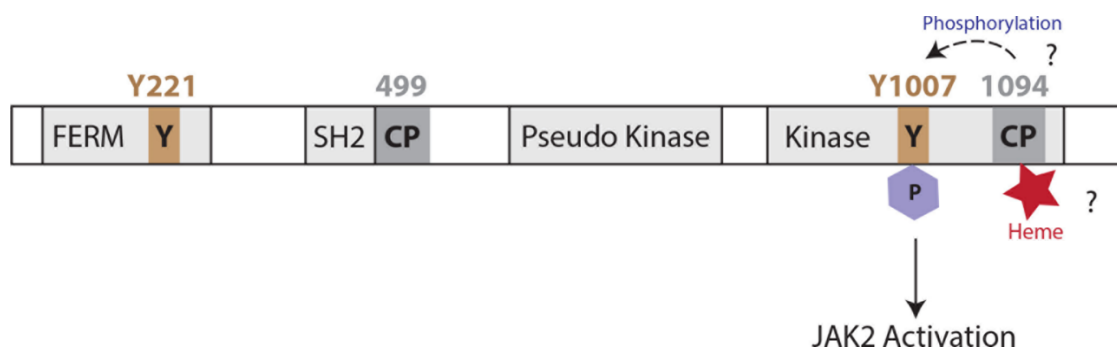 Phosphorylation
?
Y221 499 Y1007 1094
FERM Y SH2 CP Pseudo Kinase Kinase Y CP
P
?
Heme
JAK2 Activation